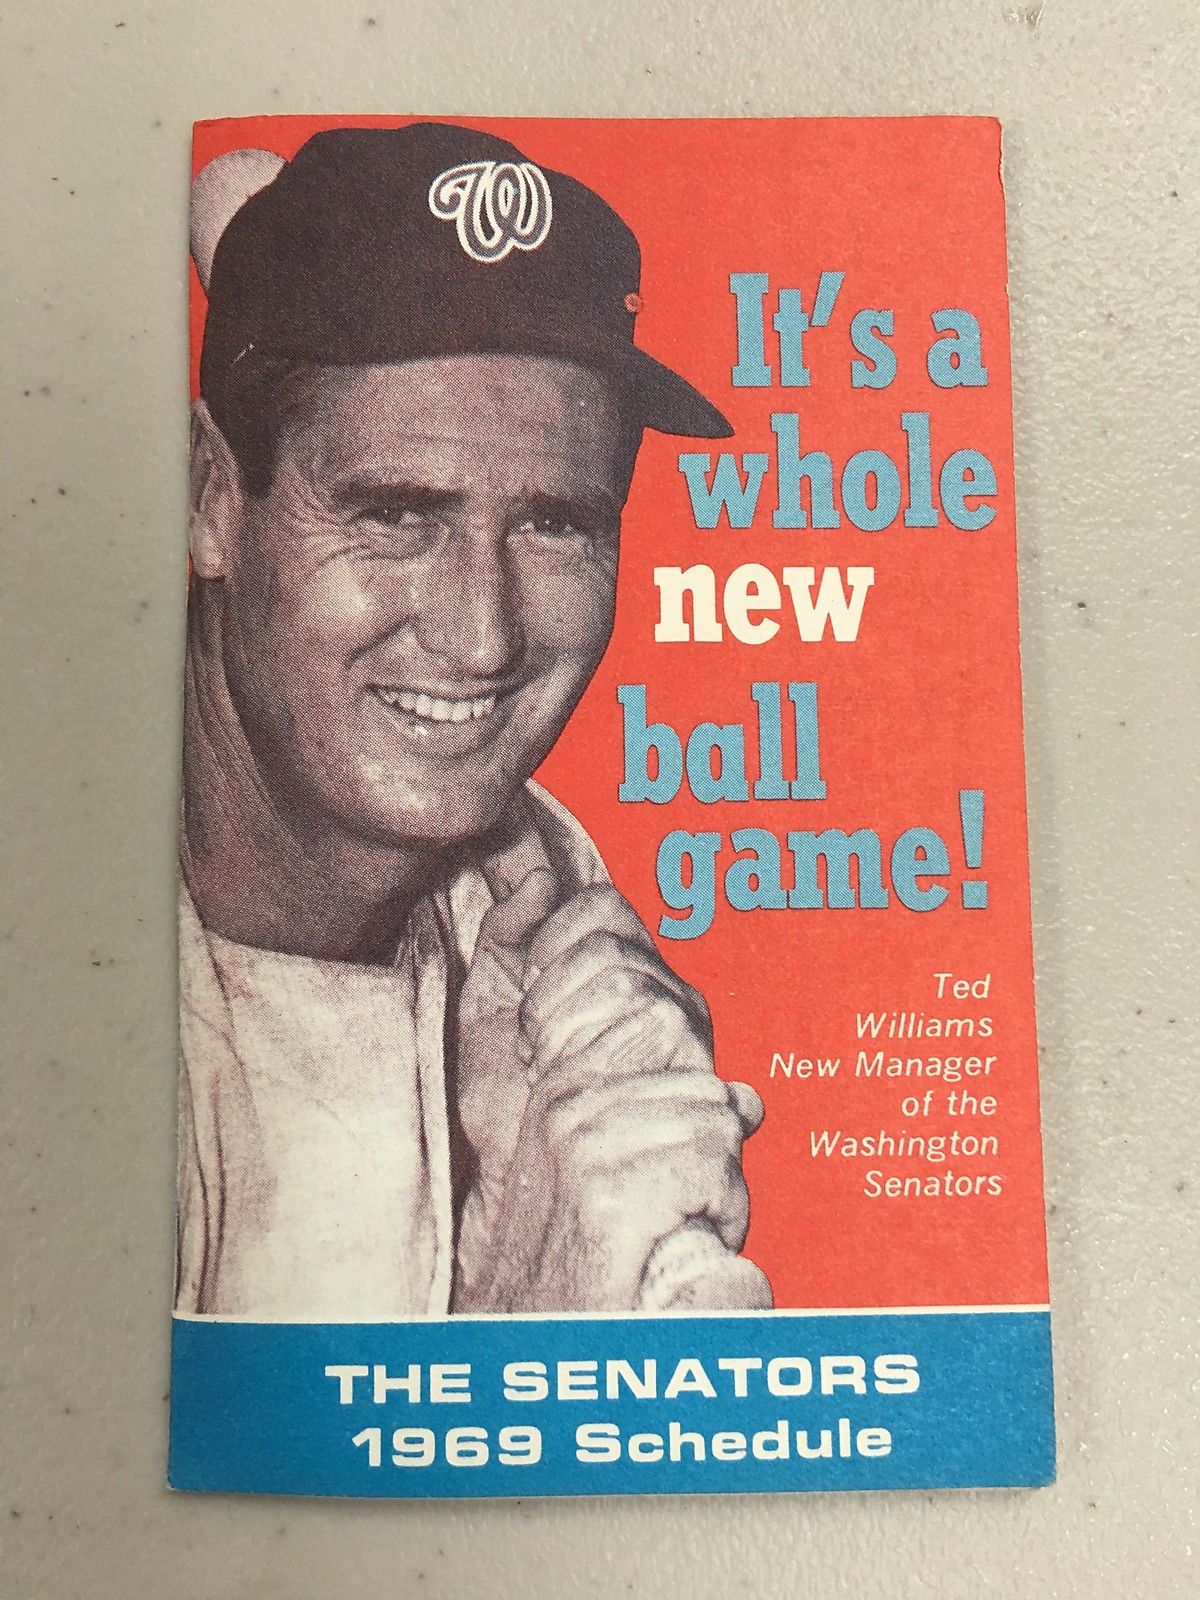 W
It's a
whole
new
ball
game!
Ted
Williams
New Manager
of the
Washington
Senators
THE SENATORS
1969 Schedule